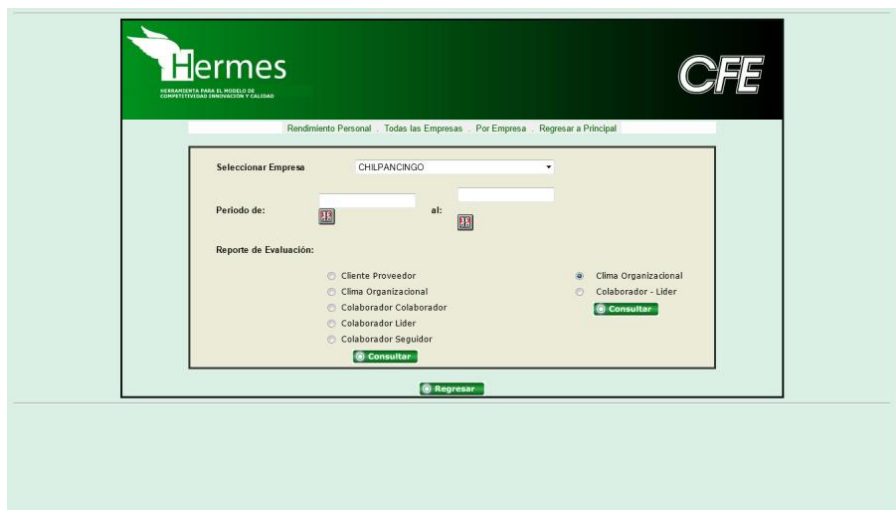 Hermes
HERRAMIENTA PARA EL MODELO DE
COMPETITIVIDAD INNOVACIÓN Y CALIDAD
CFE
Rendimiento Personal . Todas las Empresas . Por Empresa . Regresar a Principal
Seleccionar Empresa CHILPANCINGO
Periodo de: al:
Reporte de Evaluación:
Cliente Proveedor Clima Organizacional
Clima Organizacional Colaborador - Lider
Colaborador Colaborador Consultar
Colaborador Lider
Colaborador Seguidor
Consultar
Regresar